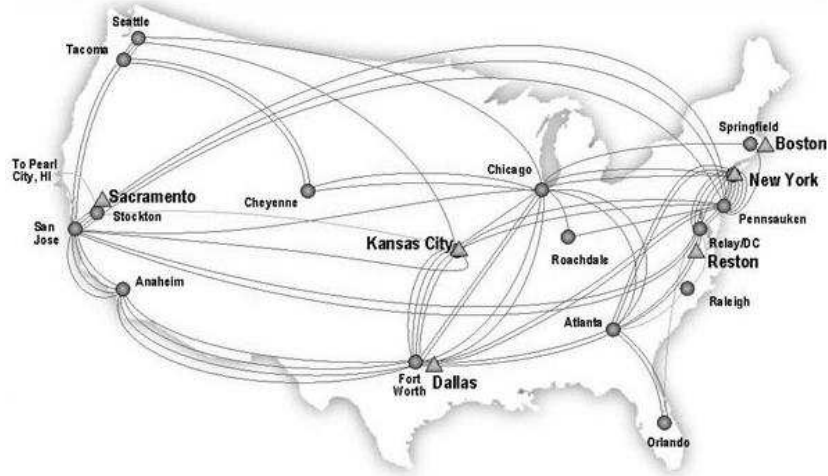 Seattle
Tacoma
Springfield
Boston
To Pearl
City, HI
Sacramento
Stockton
Cheyenne
Chicago
New York
Pennsauken
San
Jose
Kansas City
Roachdale
Relay/DC
Reston
Anaheim
Raleigh
Atlanta
Fort
Worth
Dallas
Orlando